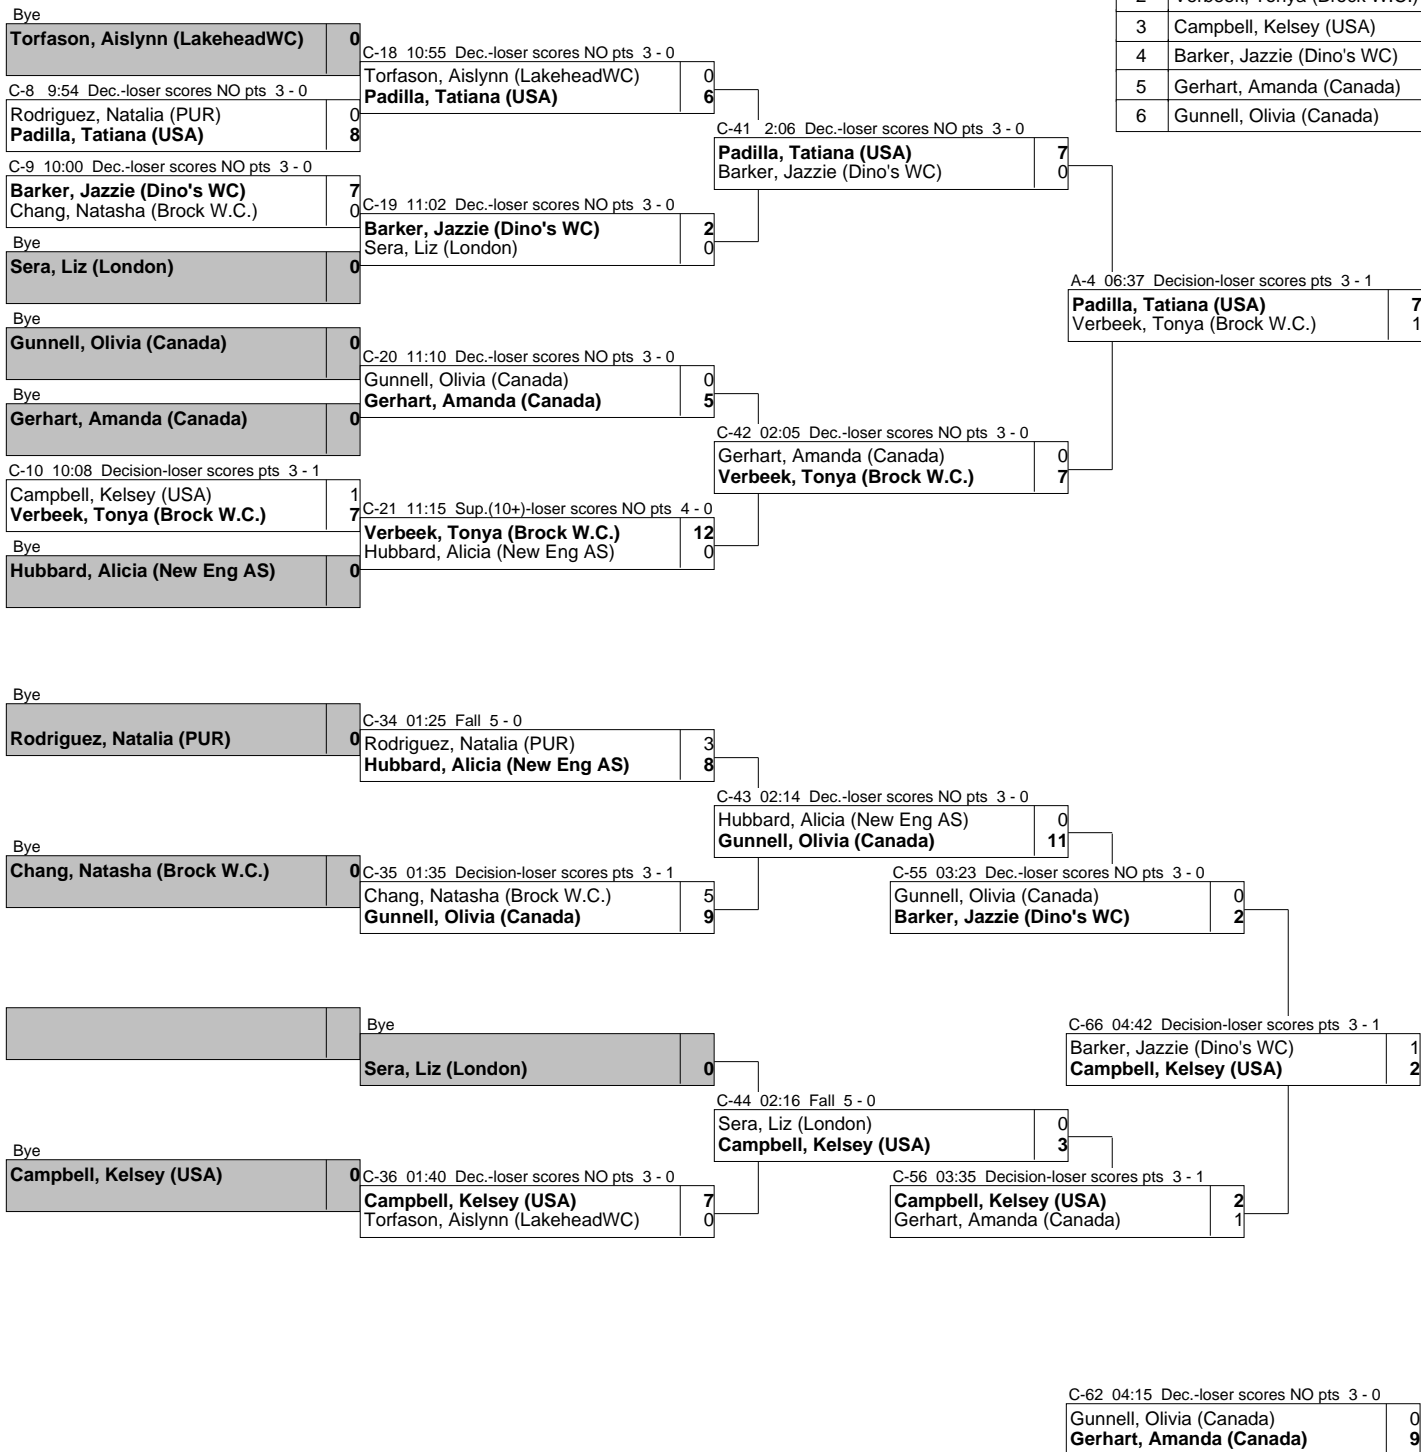 2 Verbeek, Tonya (Brock W.C.)
3 Campbell, Kelsey (USA)
4 Barker, Jazzie (Dino's WC)
5 Gerhart, Amanda (Canada)
6 Gunnell, Olivia (Canada)
Bye
Torfason, Aislynn (LakeheadWC) 0
C-8 9:54 Dec.-loser scores NO pts 3 - 0
Rodriguez, Natalia (PUR) 0
Padilla, Tatiana (USA) 8
C-9 10:00 Dec.-loser scores NO pts 3 - 0
Barker, Jazzie (Dino's WC) 7
Chang, Natasha (Brock W.C.) 0
Bye
Sera, Liz (London) 0
Bye
Gunnell, Olivia (Canada) 0
Bye
Gerhart, Amanda (Canada) 0
C-10 10:08 Decision-loser scores pts 3 - 1
Campbell, Kelsey (USA) 1
Verbeek, Tonya (Brock W.C.) 7
Bye
Hubbard, Alicia (New Eng AS) 0
C-18 10:55 Dec.-loser scores NO pts 3 - 0
Torfason, Aislynn (LakeheadWC) 0
Padilla, Tatiana (USA) 6
C-19 11:02 Dec.-loser scores NO pts 3 - 0
Barker, Jazzie (Dino's WC) 2
Sera, Liz (London) 0
C-20 11:10 Dec.-loser scores NO pts 3 - 0
Gunnell, Olivia (Canada) 0
Gerhart, Amanda (Canada) 5
C-21 11:15 Sup.(10+)-loser scores NO pts 4 - 0
Verbeek, Tonya (Brock W.C.) 12
Hubbard, Alicia (New Eng AS) 0
C-41 2:06 Dec.-loser scores NO pts 3 - 0
Padilla, Tatiana (USA) 7
Barker, Jazzie (Dino's WC) 0
C-42 02:05 Dec.-loser scores NO pts 3 - 0
Gerhart, Amanda (Canada) 0
Verbeek, Tonya (Brock W.C.) 7
A-4 06:37 Decision-loser scores pts 3 - 1
Padilla, Tatiana (USA) 7
Verbeek, Tonya (Brock W.C.) 1
Bye
Rodriguez, Natalia (PUR) 0
Bye
Chang, Natasha (Brock W.C.) 0
Bye
Campbell, Kelsey (USA) 0
C-34 01:25 Fall 5 - 0
Rodriguez, Natalia (PUR) 3
Hubbard, Alicia (New Eng AS) 8
C-35 01:35 Decision-loser scores pts 3 - 1
Chang, Natasha (Brock W.C.) 5
Gunnell, Olivia (Canada) 9
Bye
Sera, Liz (London) 0
C-36 01:40 Dec.-loser scores NO pts 3 - 0
Campbell, Kelsey (USA) 7
Torfason, Aislynn (LakeheadWC) 0
C-43 02:14 Dec.-loser scores NO pts 3 - 0
Hubbard, Alicia (New Eng AS) 0
Gunnell, Olivia (Canada) 11
C-44 02:16 Fall 5 - 0
Sera, Liz (London) 0
Campbell, Kelsey (USA) 3
C-55 03:23 Dec.-loser scores NO pts 3 - 0
Gunnell, Olivia (Canada) 0
Barker, Jazzie (Dino's WC) 2
C-56 03:35 Decision-loser scores pts 3 - 1
Campbell, Kelsey (USA) 2
Gerhart, Amanda (Canada) 1
C-66 04:42 Decision-loser scores pts 3 - 1
Barker, Jazzie (Dino's WC) 1
Campbell, Kelsey (USA) 2
C-62 04:15 Dec.-loser scores NO pts 3 - 0
Gunnell, Olivia (Canada) 0
Gerhart, Amanda (Canada) 9